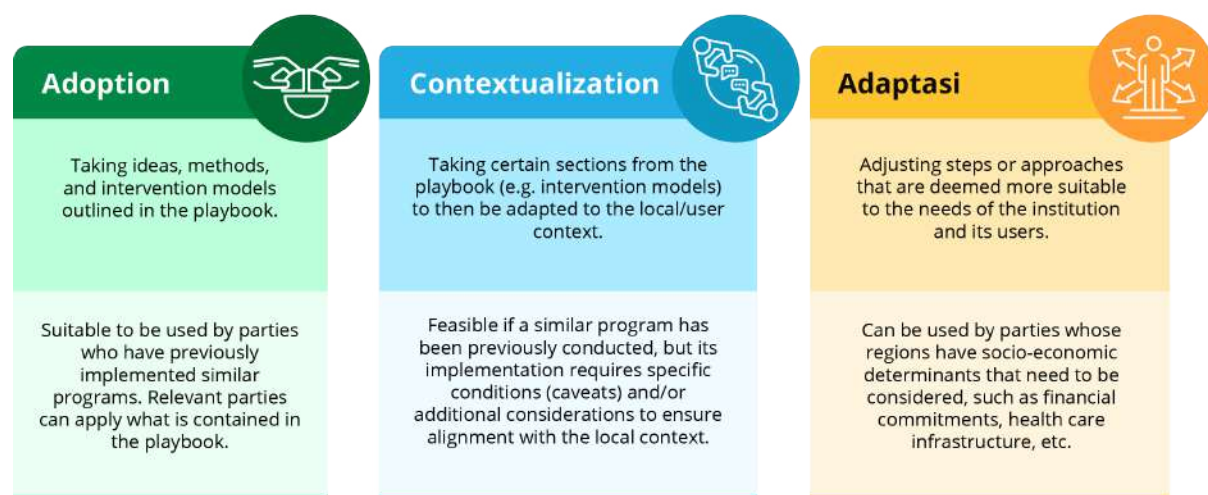 Adoption
Taking ideas, methods,
and intervention models
outlined in the playbook.
Suitable to be used by parties
who have previously
implemented similar
programs. Relevant parties
can apply what is contained in
the playbook.
Contextualization
Taking certain sections from the
playbook (e.g. intervention models)
to then be adapted to the local/user
context.
Feasible if a similar program has
been previously conducted, but its
implementation requires specific
conditions (caveats) and/or
additional considerations to ensure
alignment with the local context.
Adaptasi
Adjusting steps or approaches
that are deemed more suitable
to the needs of the institution
and its users.
Can be used by parties whose
regions have socio-economic
determinants that need to be
considered, such as financial
commitments, health care
infrastructure, etc.